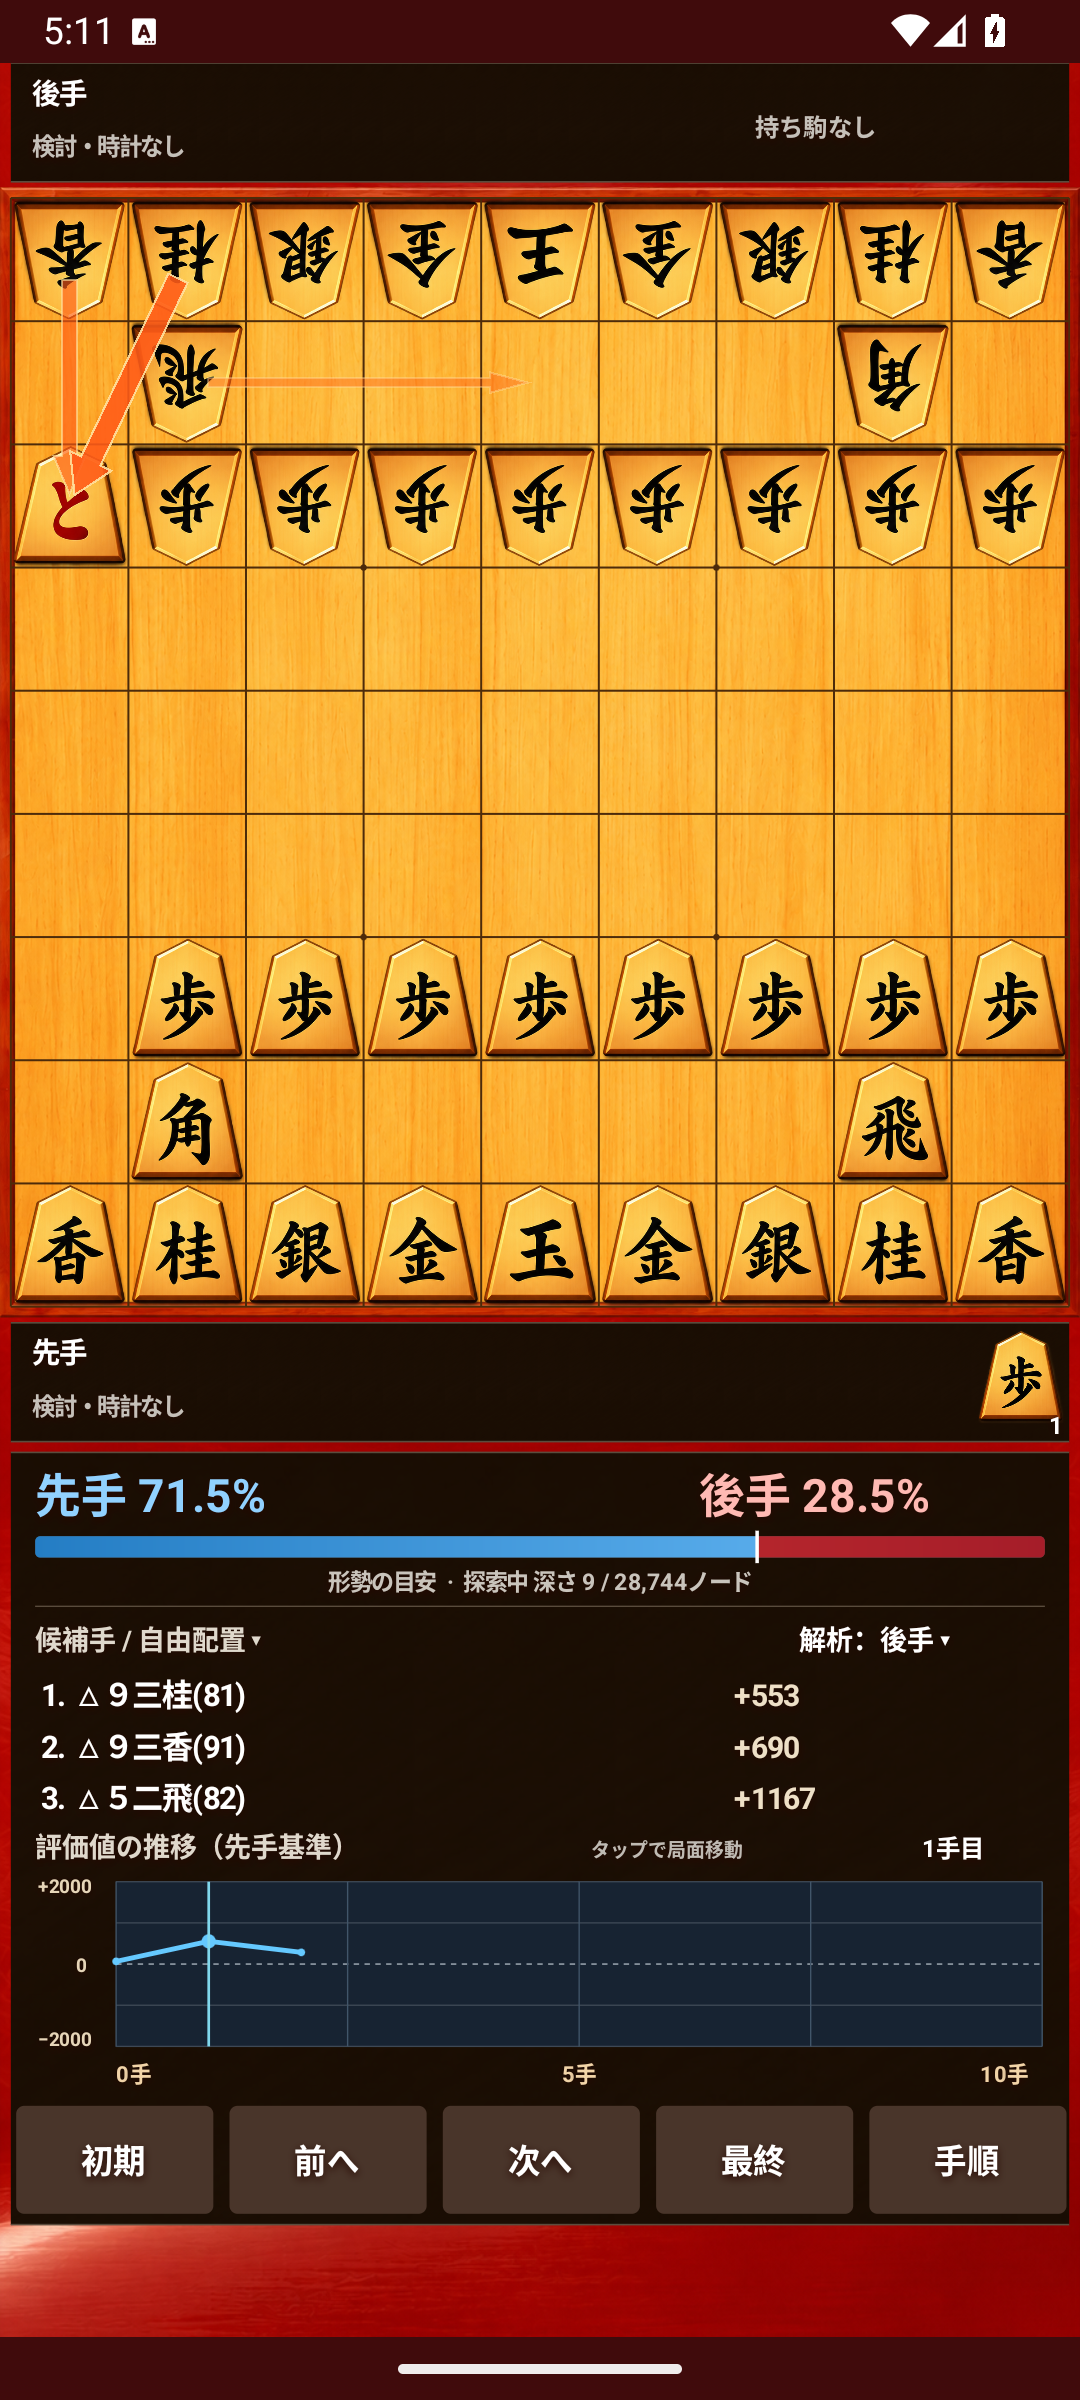 5:11 A
後手
検討・時計なし
持ち駒なし
香 桂 銀 金 王 金 銀 桂 香
飛 角
と 歩 歩 歩 歩 歩 歩 歩 歩
歩 歩 歩 歩 歩 歩 歩 歩
角 飛
香 桂 銀 金 玉 金 銀 桂 香
先手
検討・時計なし
歩 1
先手 71.5% 後手 28.5%
形勢の目安 · 探索中 深さ 9 / 28,744ノード
候補手 / 自由配置 ▾ 解析：後手 ▾
1. △９三桂(81) +553
2. △９三香(91) +690
3. △５二飛(82) +1167
評価値の推移（先手基準） タップで局面移動 1手目
+2000
0
−2000
0手 5手 10手
初期 前へ 次へ 最終 手順